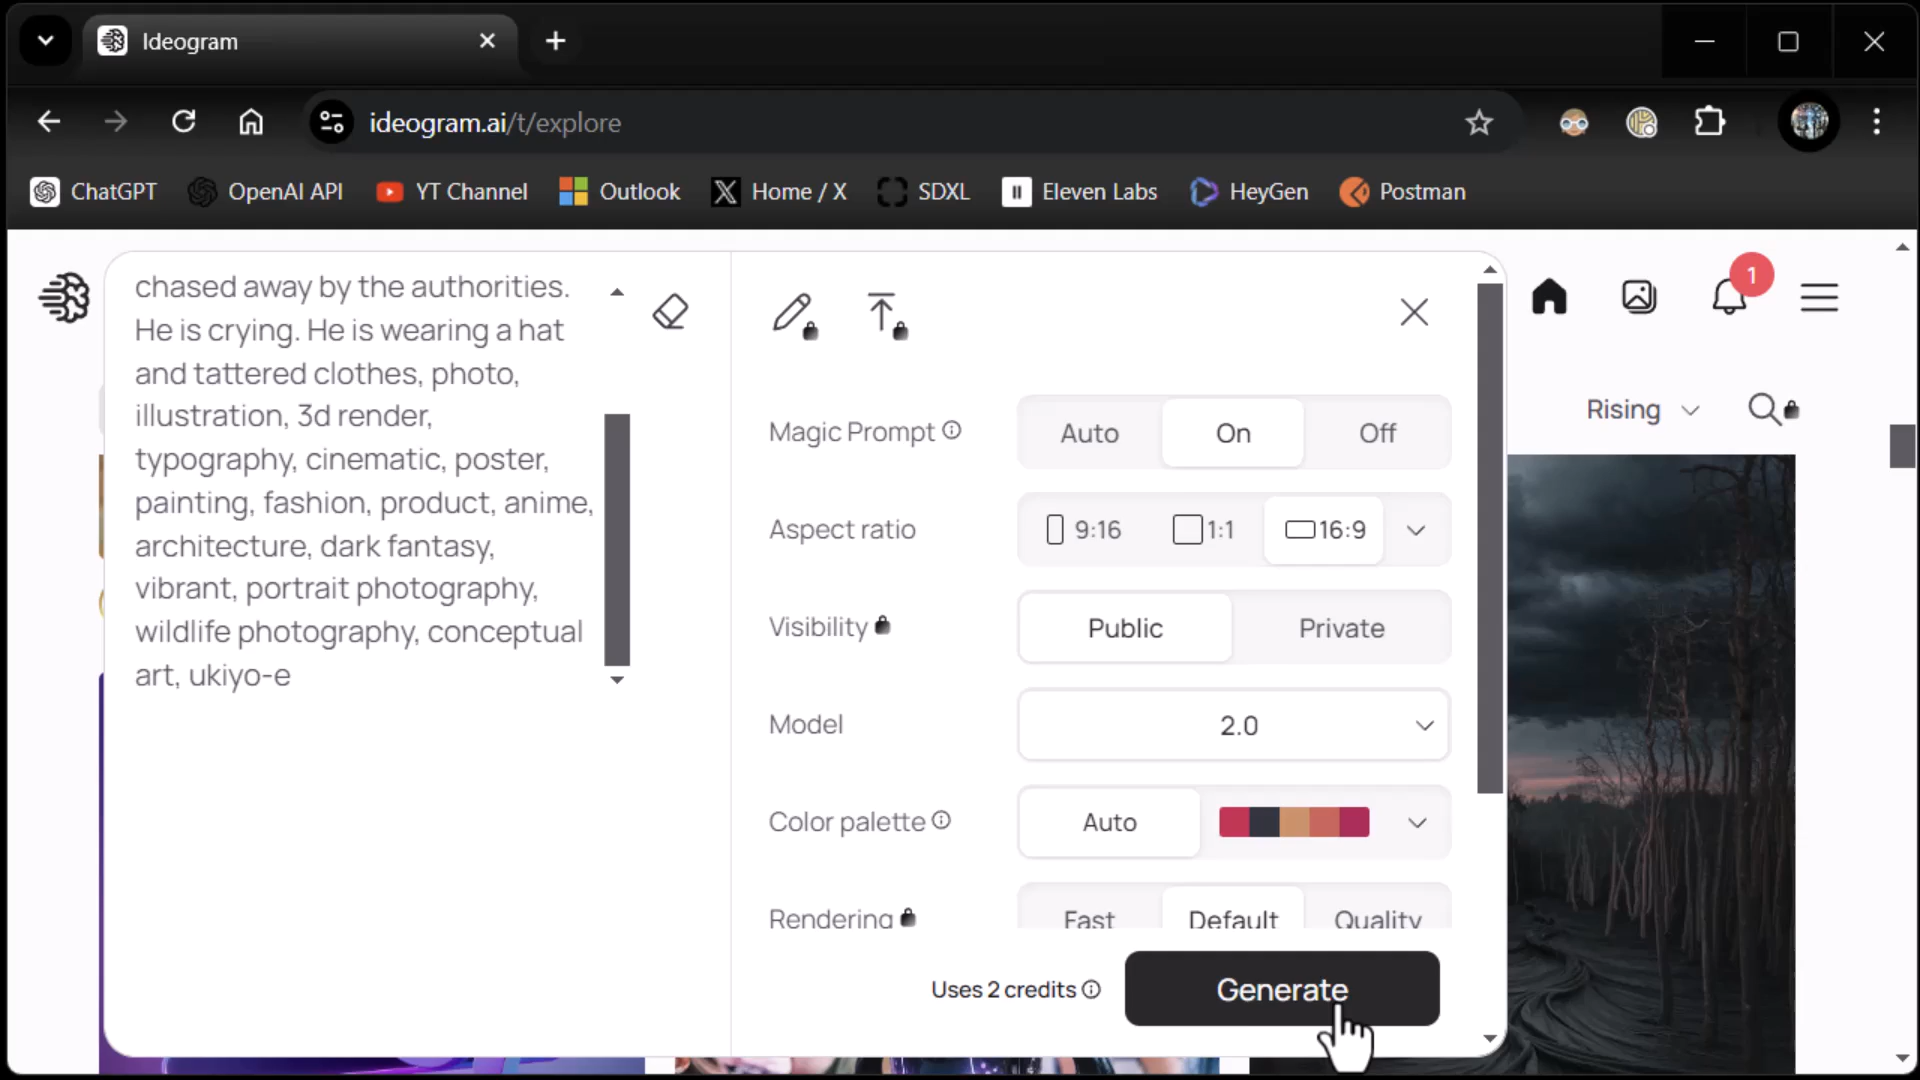 Ideogram
ideogram.ai/t/explore
ChatGPT OpenAI API YT Channel Outlook Home / X SDXL Eleven Labs HeyGen Postman
chased away by the authorities.
He is crying. He is wearing a hat
and tattered clothes, photo,
illustration, 3d render,
typography, cinematic, poster,
painting, fashion, product, anime,
architecture, dark fantasy,
vibrant, portrait photography,
wildlife photography, conceptual
art, ukiyo-e
1
Rising
Magic Prompt Auto On Off
Aspect ratio 9:16 1:1 16:9
Visibility Public Private
Model 2.0
Color palette Auto
Rendering Fast Default Quality
Uses 2 credits Generate